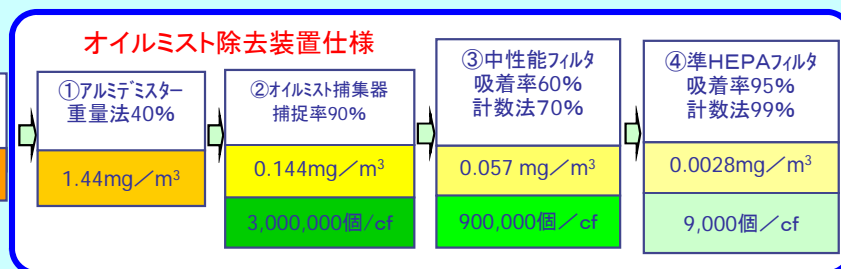 オイルミスト除去装置仕様
①アルミデミスター
重量法40%
1.44mg／m³
②オイルミスト捕集器
捕捉率90%
0.144mg／m³
3,000,000個/cf
③中性能フィルタ
吸着率60%
計数法70%
0.057 mg／m³
900,000個／cf
④準HEPAフィルタ
吸着率95%
計数法99%
0.0028mg／m³
9,000個／cf